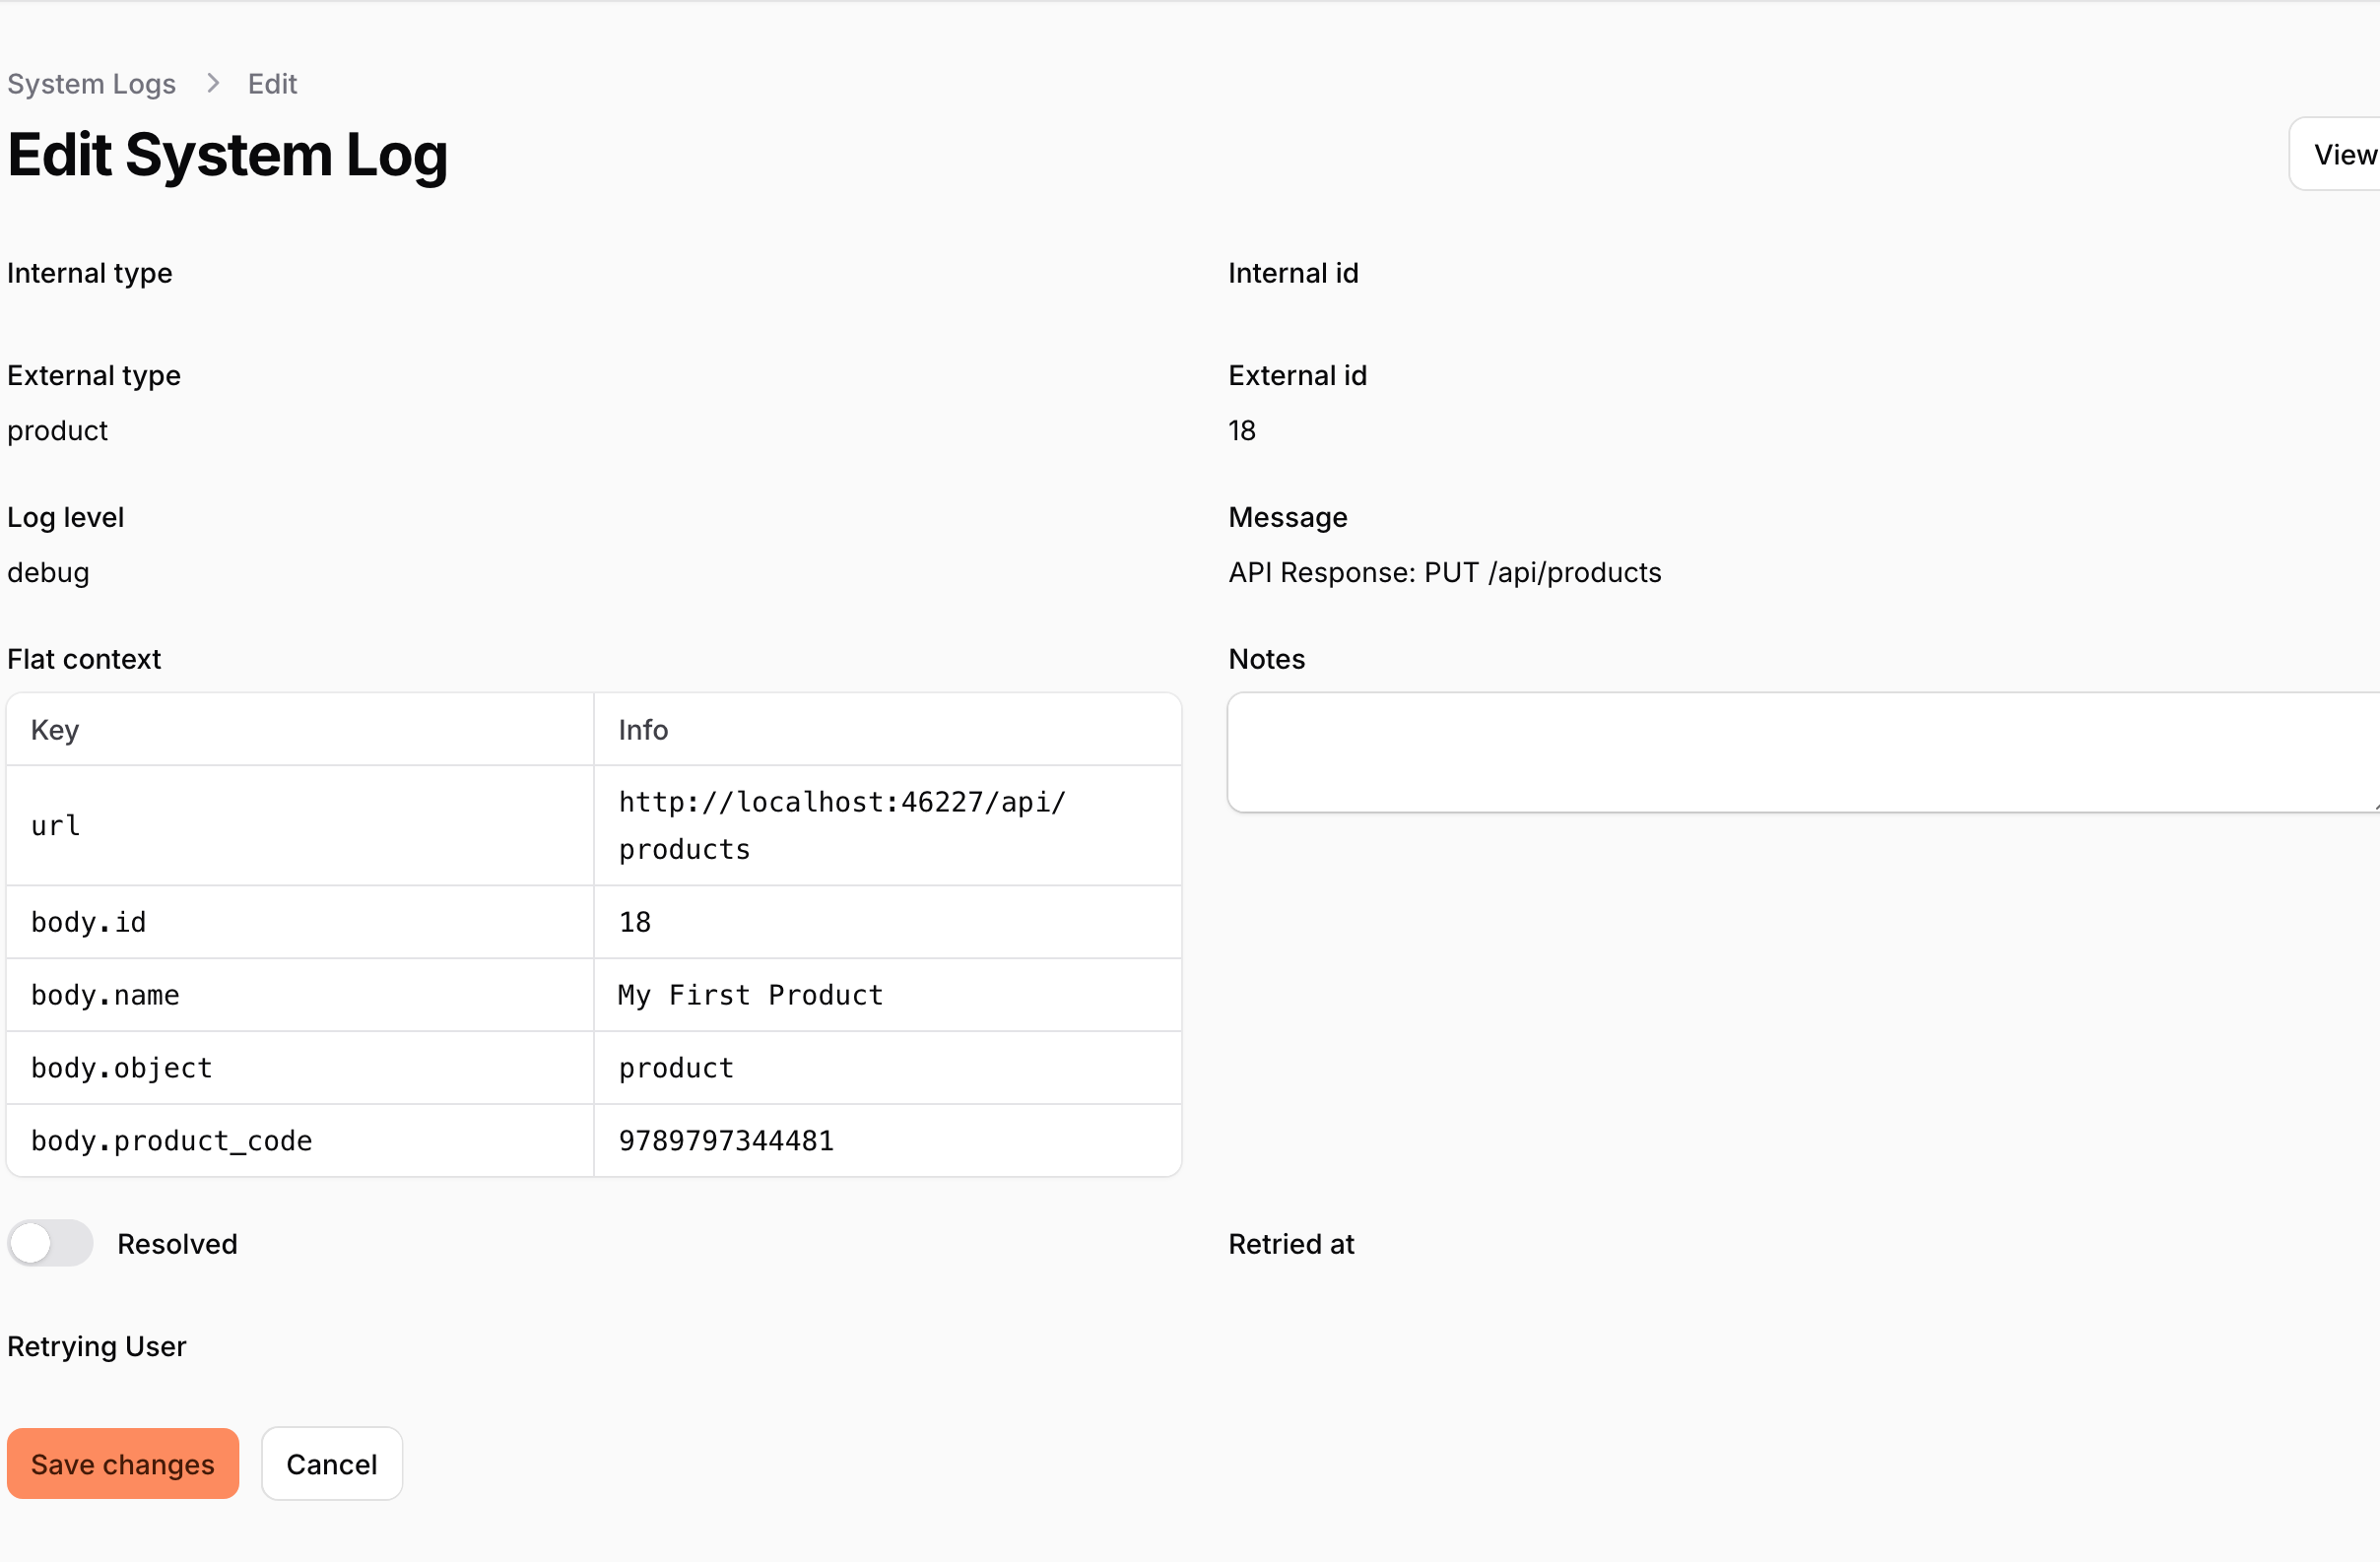 System Logs > Edit
Edit System Log
View
Internal type
Internal id
External type
External id
product
18
Log level
Message
debug
API Response: PUT /api/products
Flat context
Notes
Key
Info
url
http://localhost:46227/api/
products
body.id
18
body.name
My First Product
body.object
product
body.product_code
9789797344481
Resolved
Retried at
Retrying User
Save changes
Cancel